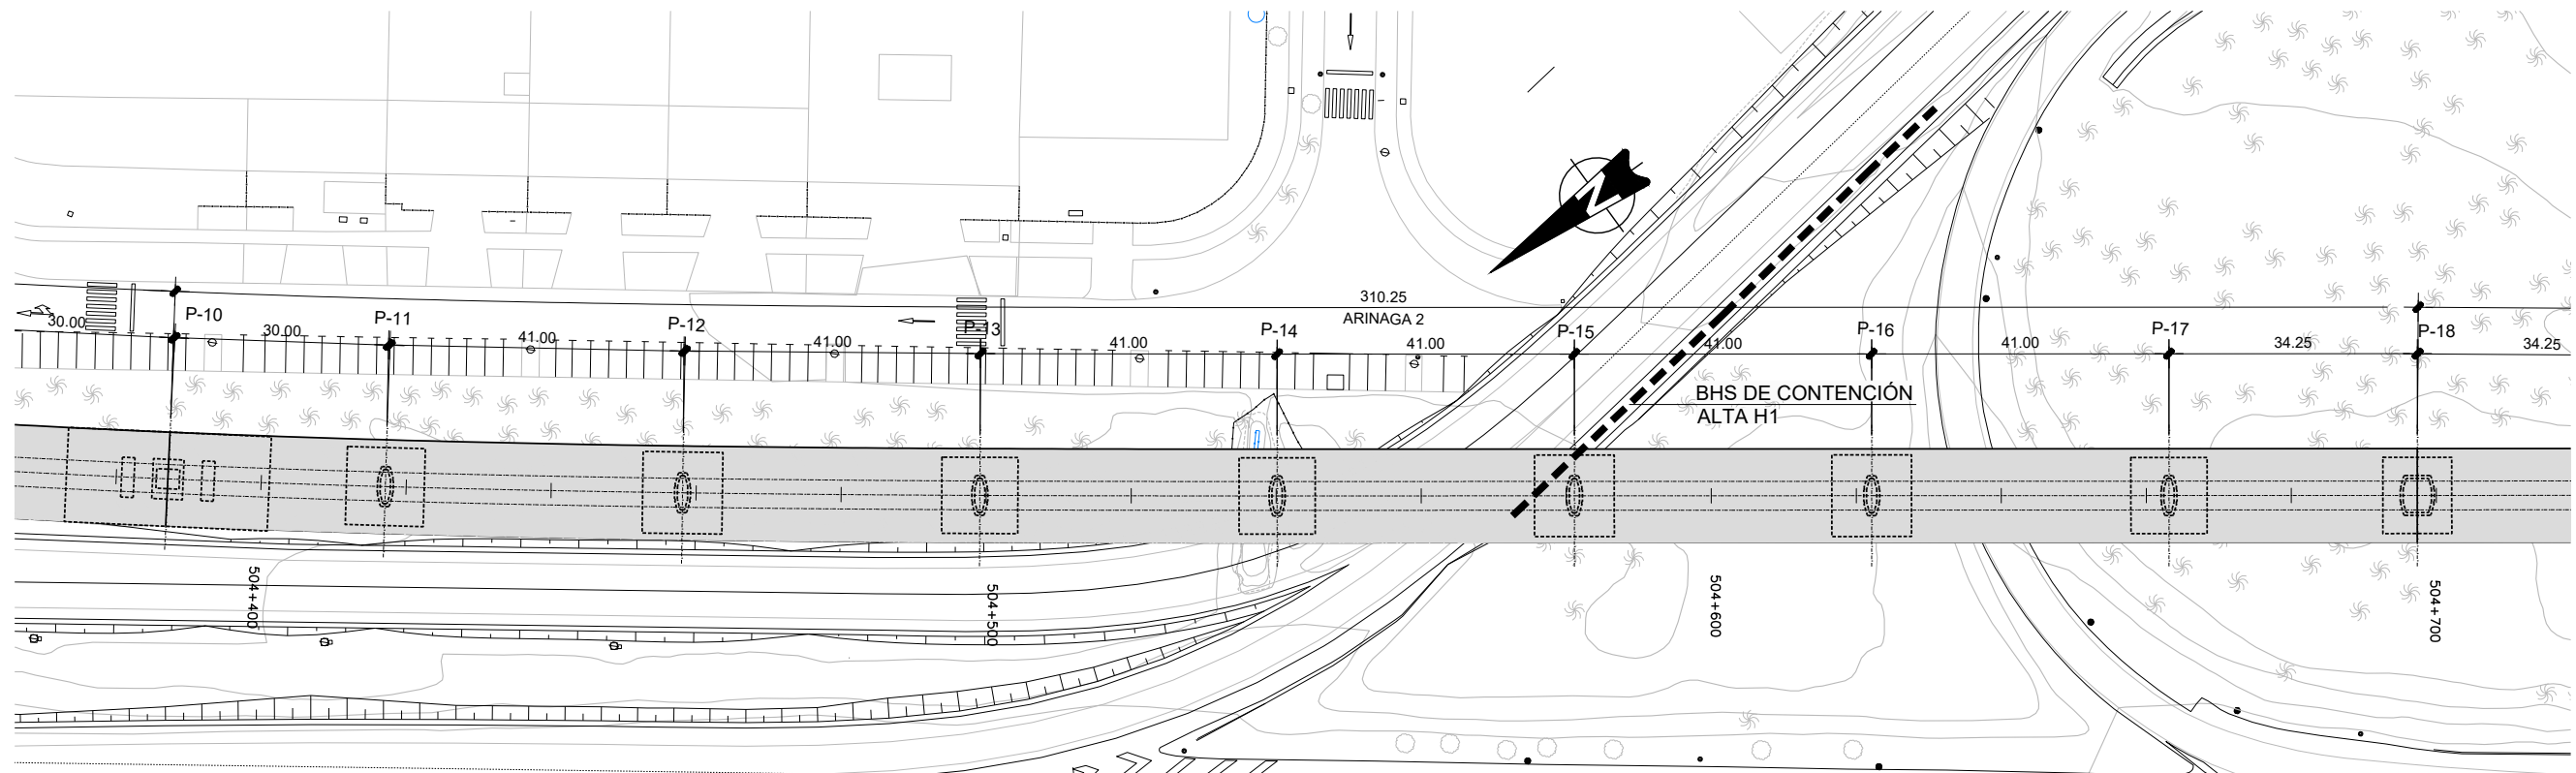 310.25
ARINAGA 2
P-10
P-11
P-12
P-13
P-14
P-15
P-16
P-17
P-18
30.00
30.00
41.00
41.00
41.00
41.00
41.00
41.00
34.25
34.25
BHS DE CONTENCIÓN
ALTA H1
N
504+400
504+500
504+600
504+700